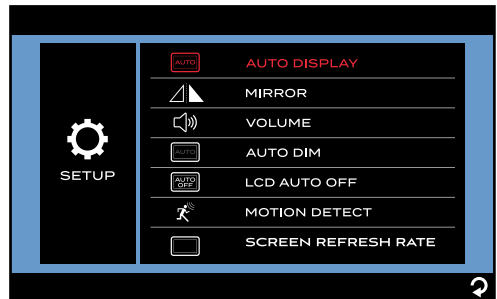 AUTO AUTO DISPLAY
MIRROR
VOLUME
AUTO AUTO DIM
SETUP
AUTO OFF LCD AUTO OFF
MOTION DETECT
SCREEN REFRESH RATE